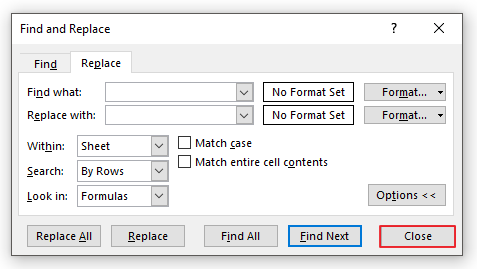 Find and Replace
?
Find Replace
Find what: No Format Set Format...
Replace with: No Format Set Format...
Within: Sheet Match case
Search: By Rows Match entire cell contents
Look in: Formulas Options <<
Replace All Replace Find All Find Next Close